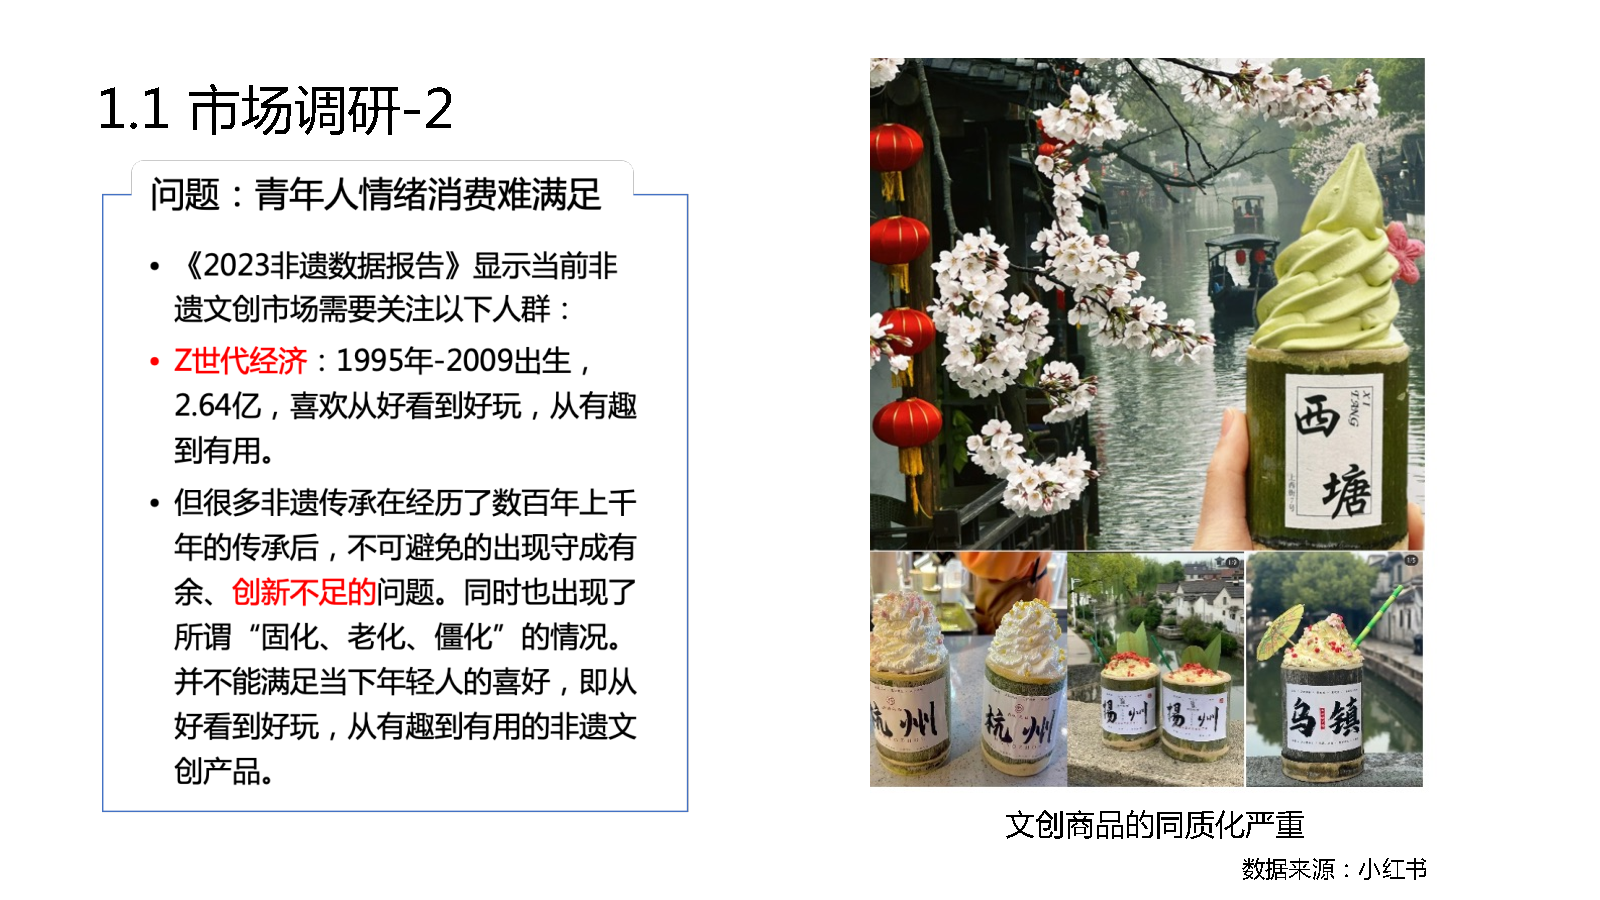 1.1 市场调研-2
问题：青年人情绪消费难满足
• 《2023非遗数据报告》显示当前非
遗文创市场需要关注以下人群：
• Z世代经济：1995年-2009出生，
2.64亿，喜欢从好看到好玩，从有趣
到有用。
• 但很多非遗传承在经历了数百年上千
年的传承后，不可避免的出现守成有
余、创新不足的问题。同时也出现了
所谓“固化、老化、僵化”的情况。
并不能满足当下年轻人的喜好，即从
好看到好玩，从有趣到有用的非遗文
创产品。
西
塘
XI
TANG
杭州
杭州
揚州
揚州
乌镇
文创商品的同质化严重
数据来源：小红书